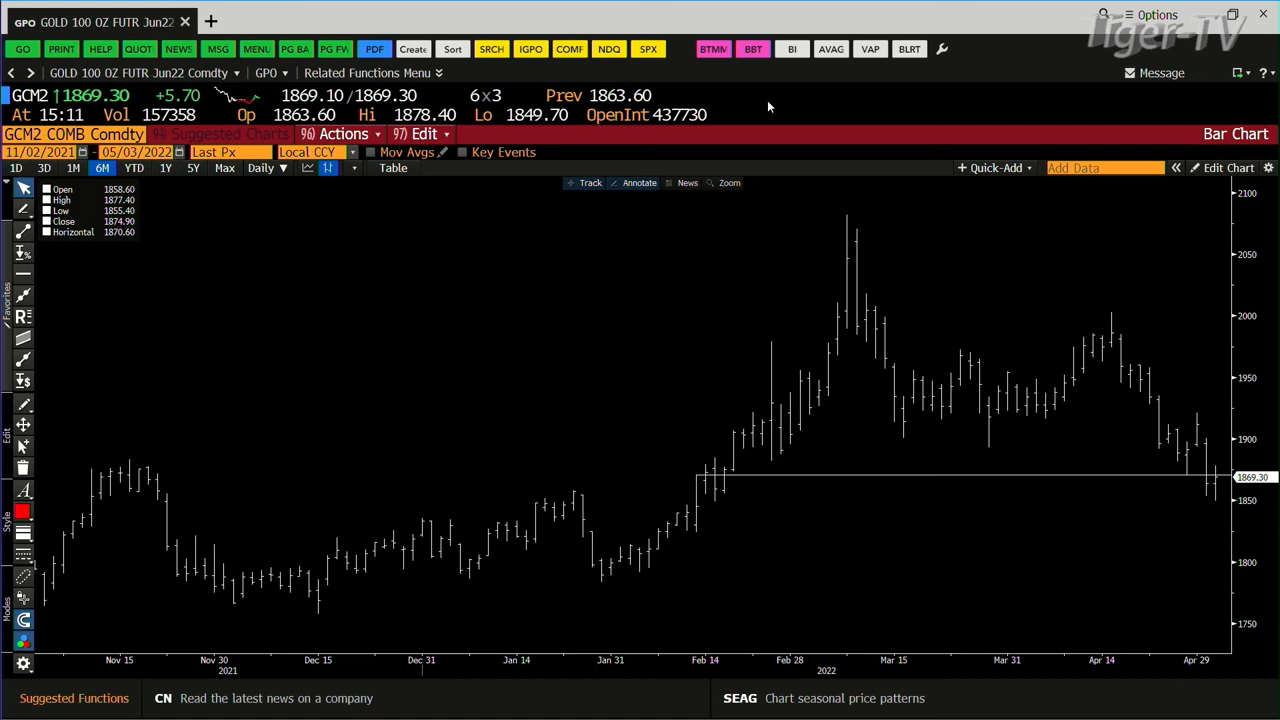 GPO GOLD 100 OZ FUTR Jun22
Options
Tiger-TV
GO PRINT HELP QUOT NEWS MSG MENU PG BA PG FW PDF Create Sort SRCH IGPO COMF NDQ SPX BTMM BBT BI AVAG VAP BLRT
GOLD 100 OZ FUTR Jun22 Comdty GPO Related Functions Menu Message
GCM2 ↑1869.30 +5.70 1869.10/1869.30 6x3 Prev 1863.60
At 15:11 Vol 157358 Op 1863.60 Hi 1878.40 Lo 1849.70 OpenInt 437730
GCM2 COMB Comdty 94) Suggested Charts 96) Actions 97) Edit Bar Chart
11/02/2021 - 05/03/2022 Last Px Local CCY Mov Avgs Key Events
1D 3D 1M 6M YTD 1Y 5Y Max Daily ▼ Table + Quick-Add Add Data « Edit Chart
Track Annotate News Zoom
Open 1858.60
High 1877.40
Low 1855.40
Close 1874.90
Horizontal 1870.60
Favorites
Edit
Style
Modes
2100
2050
2000
1950
1900
1869.30
1850
1800
1750
Nov 15 Nov 30 Dec 15 Dec 31 Jan 14 Jan 31 Feb 14 Feb 28 Mar 15 Mar 31 Apr 14 Apr 29
2021 2022
Suggested Functions CN Read the latest news on a company SEAG Chart seasonal price patterns